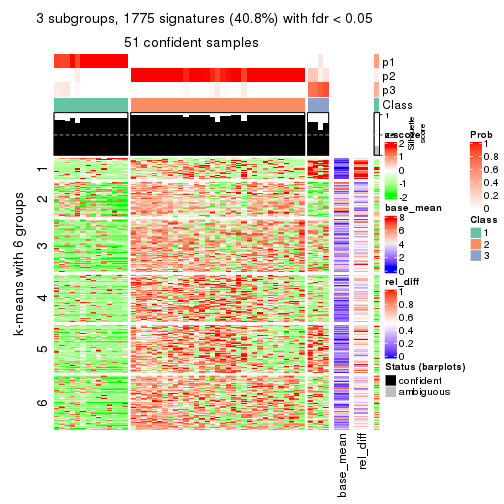 3 subgroups, 1775 signatures (40.8%) with fdr < 0.05
51 confident samples
p1
p2
p3
Class
1
Silhouette
score
k-means with 6 groups
1
2
3
4
5
6
base_mean
rel_diff
z-score
2
1
0
-1
-2
base_mean
8
6
4
2
0
rel_diff
1
0.8
0.6
0.4
0.2
0
Status (barplots)
confident
ambiguous
Prob
1
0.8
0.6
0.4
0.2
0
Class
1
2
3